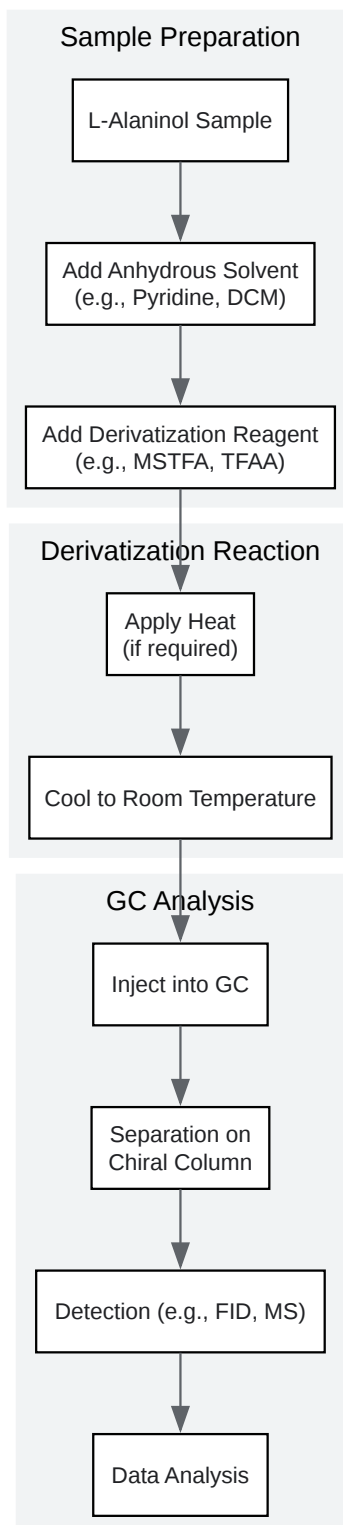 Sample Preparation
L-Alaninol Sample
Add Anhydrous Solvent
(e.g., Pyridine, DCM)
Add Derivatization Reagent
(e.g., MSTFA, TFAA)
Derivatization Reaction
Apply Heat
(if required)
Cool to Room Temperature
GC Analysis
Inject into GC
Separation on
Chiral Column
Detection (e.g., FID, MS)
Data Analysis